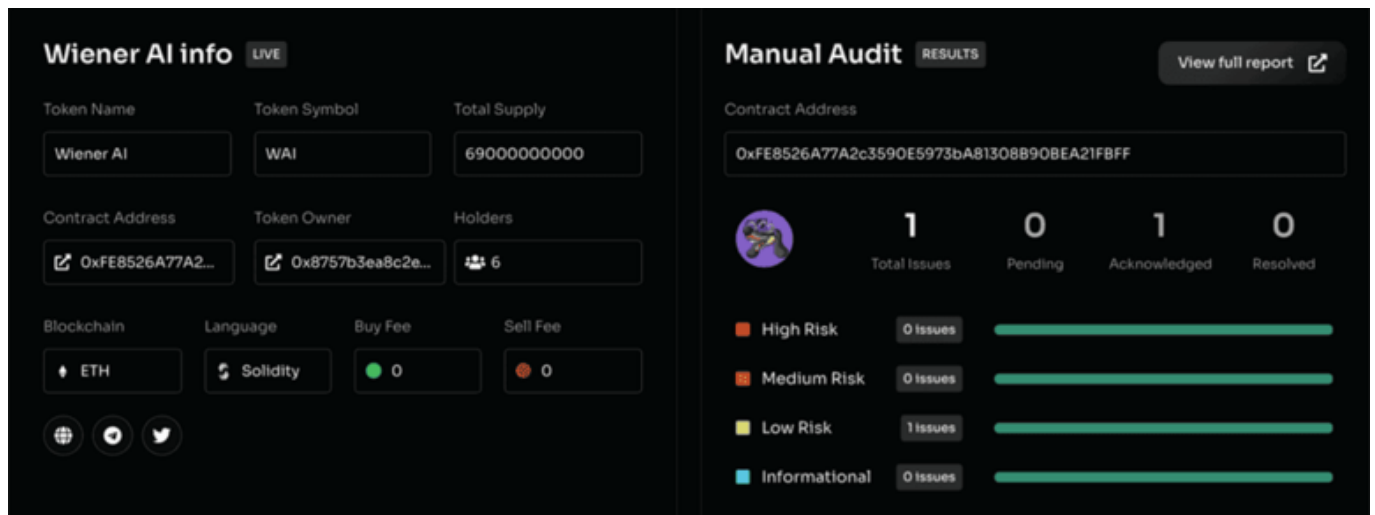 Wiener AI info LIVE
Token Name Token Symbol Total Supply
Wiener AI WAI 69000000000
Contract Address Token Owner Holders
0xFE8526A77A2... 0x8757b3ea8c2e... 6
Blockchain Language Buy Fee Sell Fee
ETH Solidity 0 0
Manual Audit RESULTS View full report
Contract Address
0xFE8526A77A2c3590E5973bA81308B90BEA21FBFF
1 0 1 0
Total Issues Pending Acknowledged Resolved
High Risk 0 Issues
Medium Risk 0 Issues
Low Risk 1 Issues
Informational 0 Issues